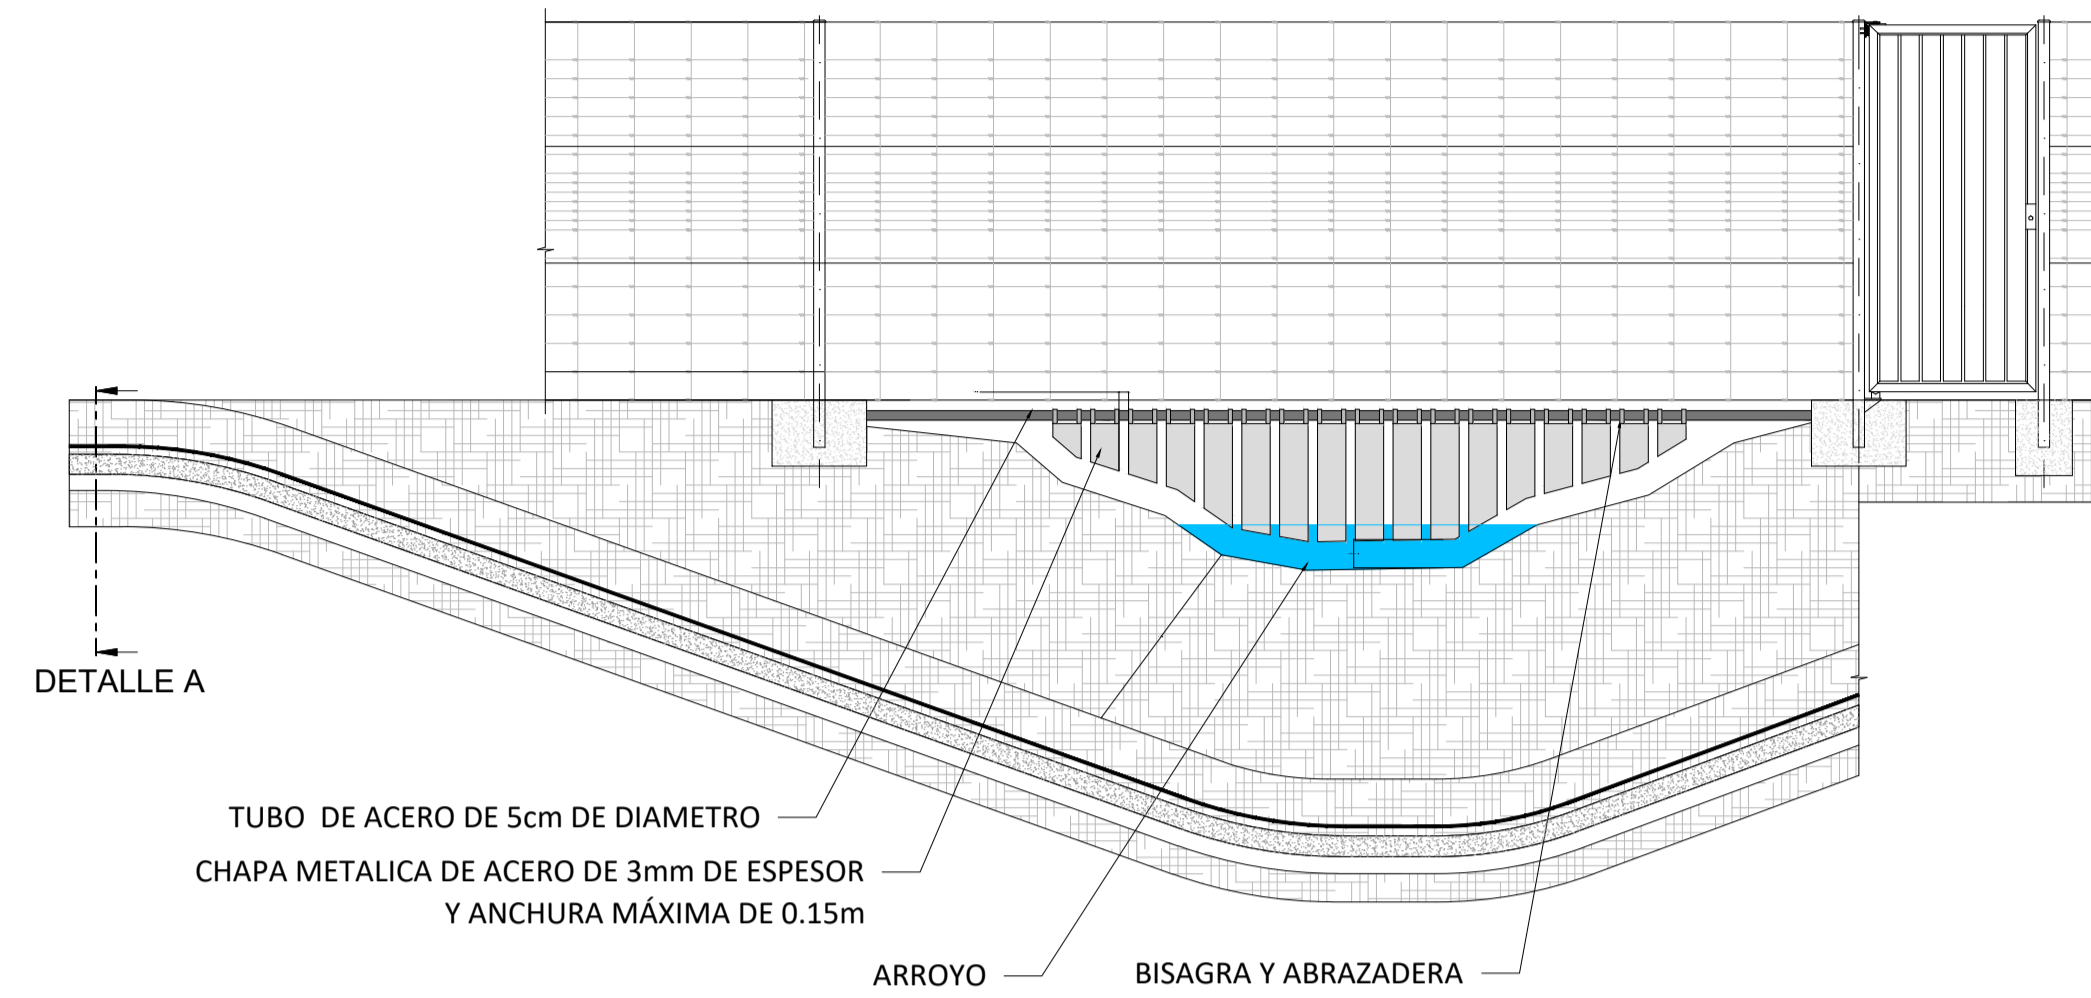 DETALLE A
TUBO DE ACERO DE 5cm DE DIAMETRO
CHAPA METALICA DE ACERO DE 3mm DE ESPESOR
Y ANCHURA MÁXIMA DE 0.15m
ARROYO
BISAGRA Y ABRAZADERA